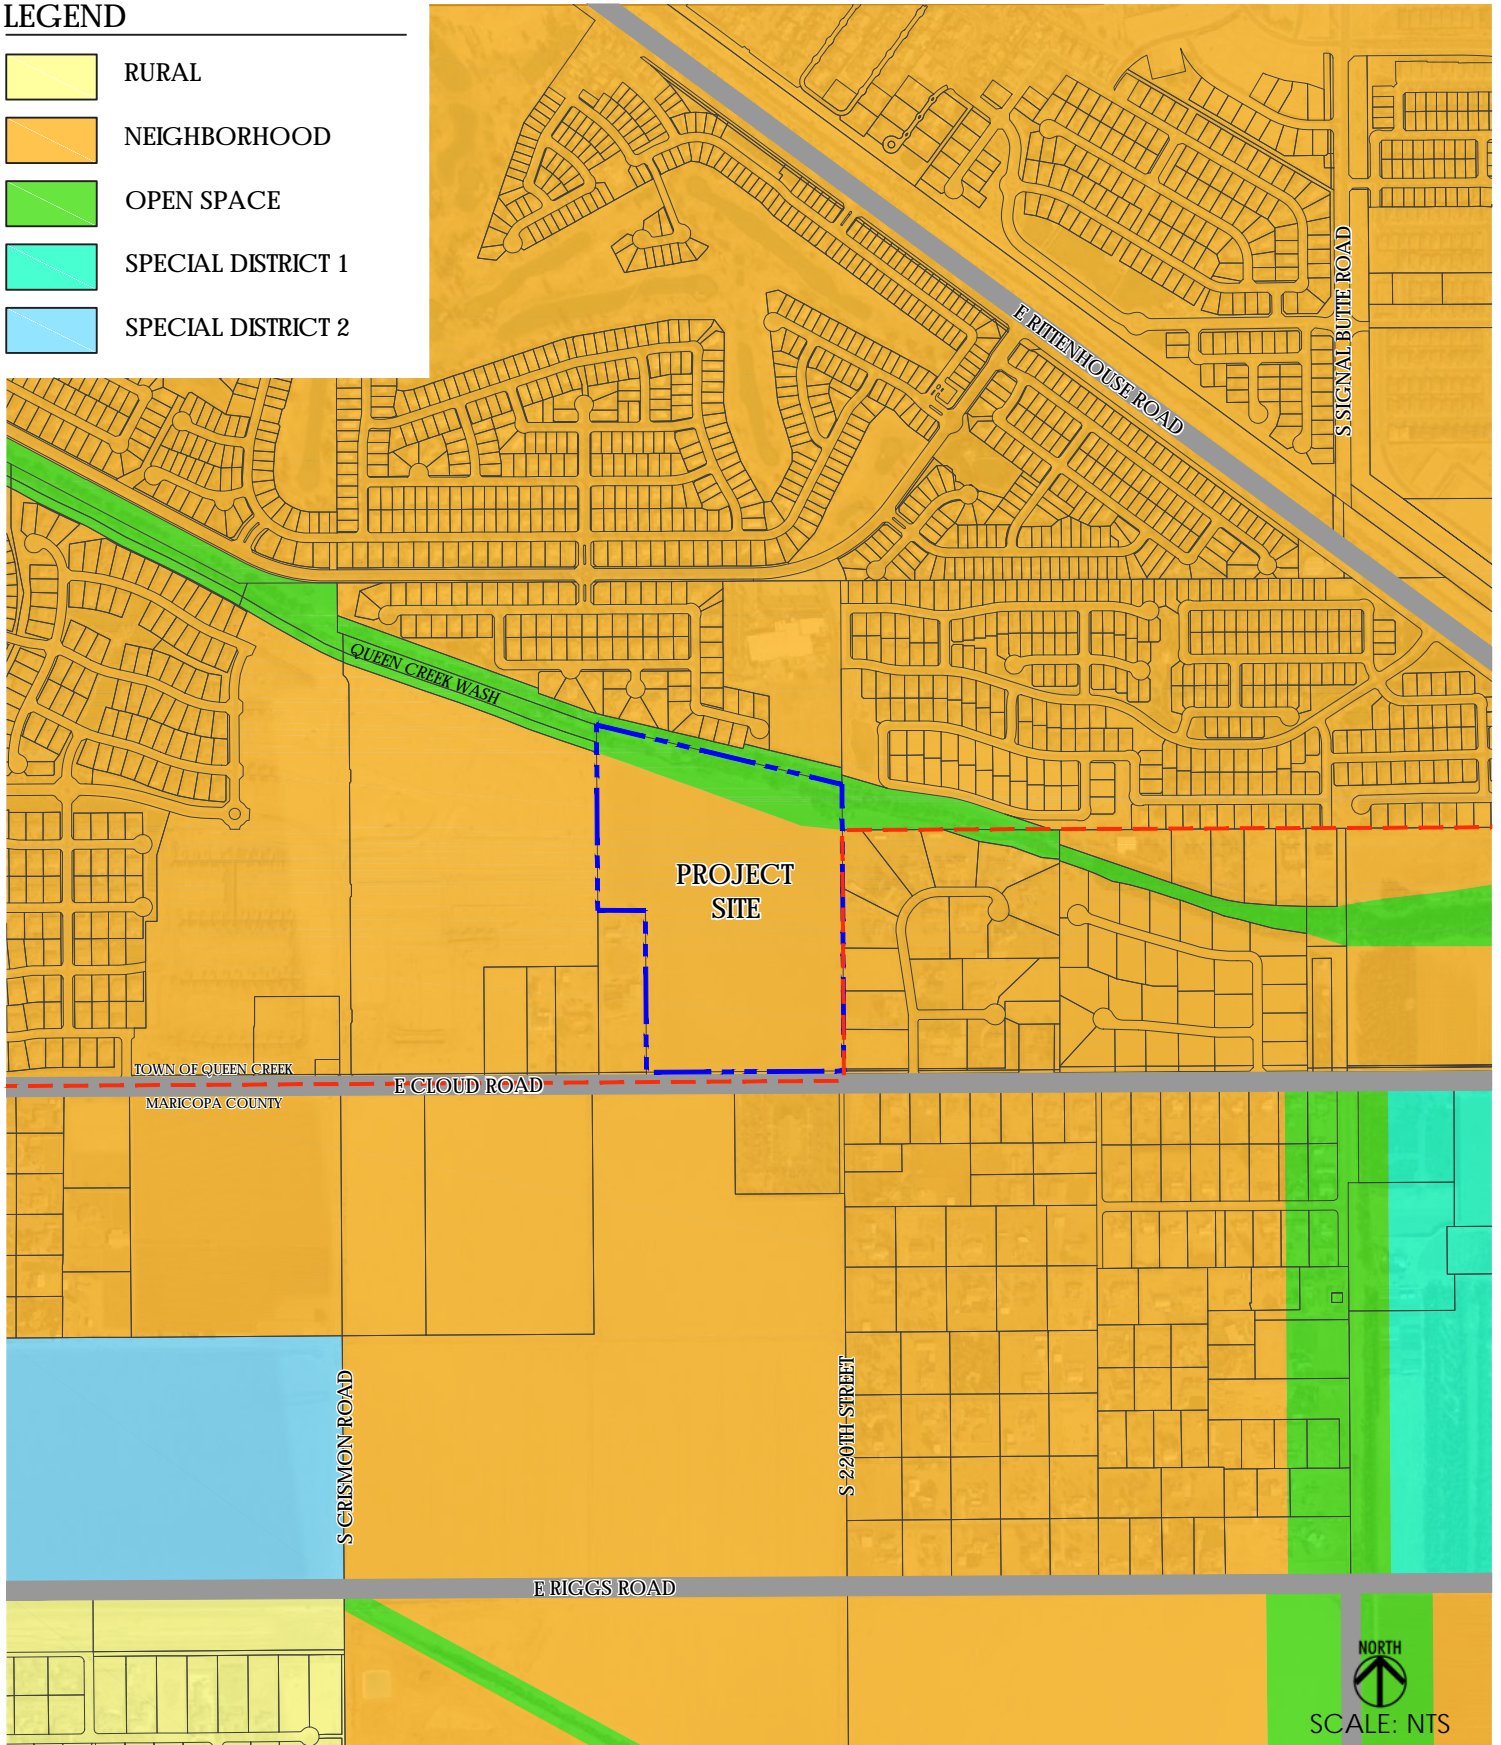 LEGEND
RURAL
NEIGHBORHOOD
OPEN SPACE
SPECIAL DISTRICT 1
SPECIAL DISTRICT 2
E RITTENHOUSE ROAD
S SIGNAL BUTTE ROAD
QUEEN CREEK WASH
PROJECT
SITE
TOWN OF QUEEN CREEK
E CLOUD ROAD
MARICOPA COUNTY
S CRISMON ROAD
S 220TH STREET
E RIGGS ROAD
NORTH
SCALE: NTS